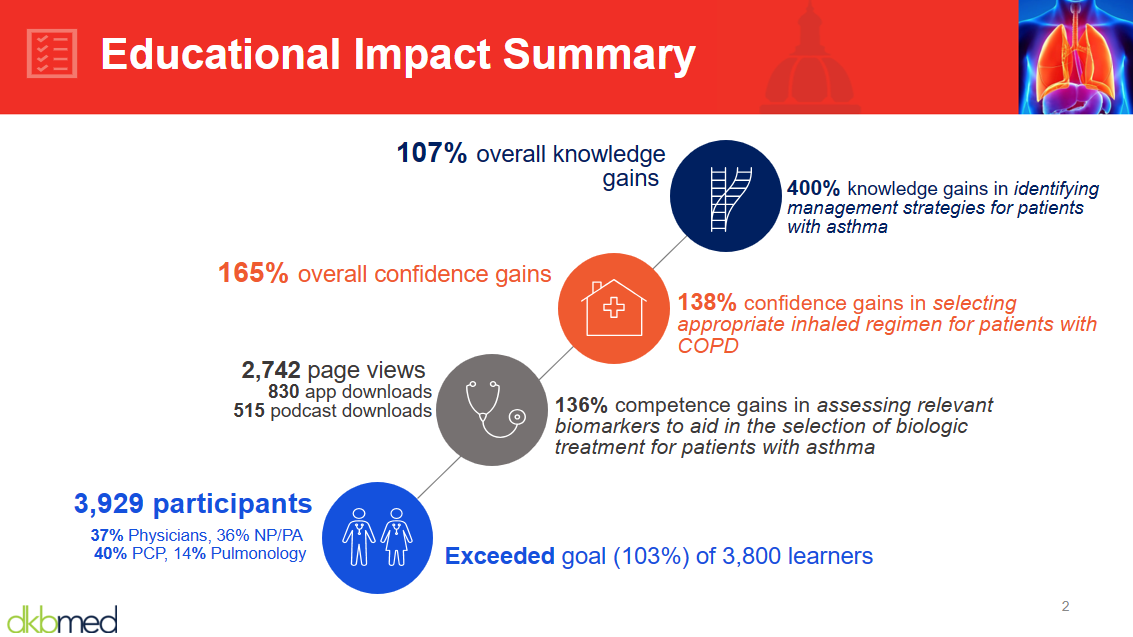 Educational Impact Summary
107% overall knowledge
gains
400% knowledge gains in identifying
management strategies for patients
with asthma
165% overall confidence gains
138% confidence gains in selecting
appropriate inhaled regimen for patients with
COPD
2,742 page views
830 app downloads
515 podcast downloads
136% competence gains in assessing relevant
biomarkers to aid in the selection of biologic
treatment for patients with asthma
3,929 participants
37% Physicians, 36% NP/PA
40% PCP, 14% Pulmonology
Exceeded goal (103%) of 3,800 learners
dkbmed
2